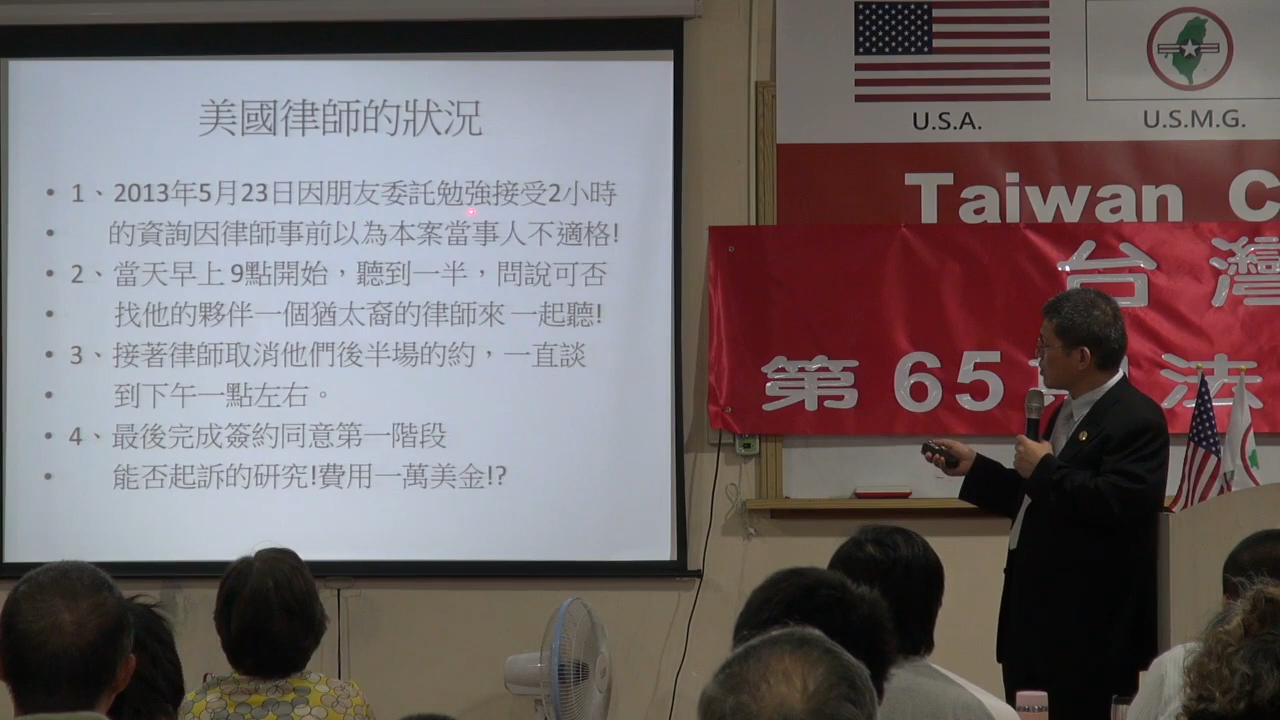 美國律師的狀況
• 1、2013年5月23日因朋友委託勉強接受2小時
• 的資詢因律師事前以為本案當事人不適格!
• 2、當天早上 9點開始，聽到一半，問說可否
• 找他的夥伴一個猶太裔的律師來 一起聽!
• 3、接著律師取消他們後半場的約，一直談
• 到下午一點左右。
• 4、最後完成簽約同意第一階段
• 能否起訴的研究!費用一萬美金!?
U.S.A.
U.S.M.G.
Taiwan C
台灣
第 65 法